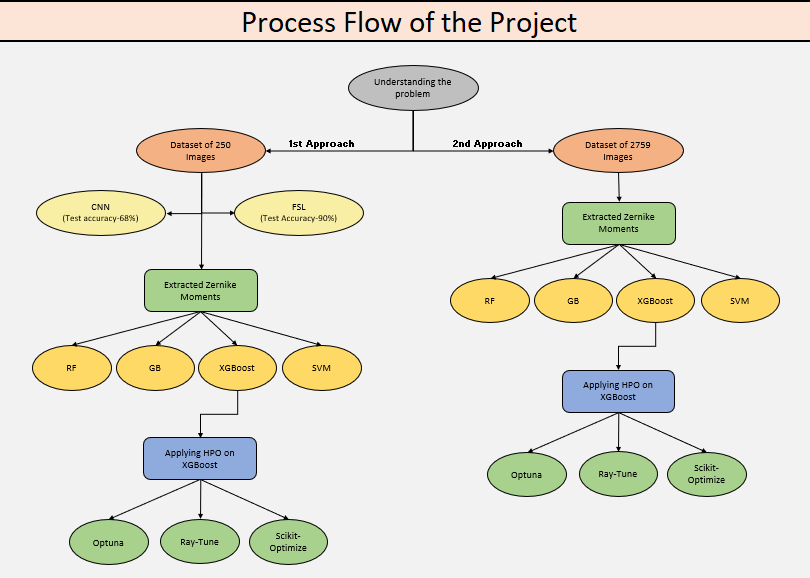 Process Flow of the Project
Understanding the
problem
1st Approach
2nd Approach
Dataset of 250
Images
Dataset of 2759
Images
CNN
(Test accuracy-68%)
FSL
(Test Accuracy-90%)
Extracted Zernike
Moments
RF
GB
XGBoost
SVM
Applying HPO on
XGBoost
Optuna
Ray-Tune
Scikit-
Optimize
Extracted Zernike
Moments
RF
GB
XGBoost
SVM
Applying HPO on
XGBoost
Optuna
Ray-Tune
Scikit-
Optimize